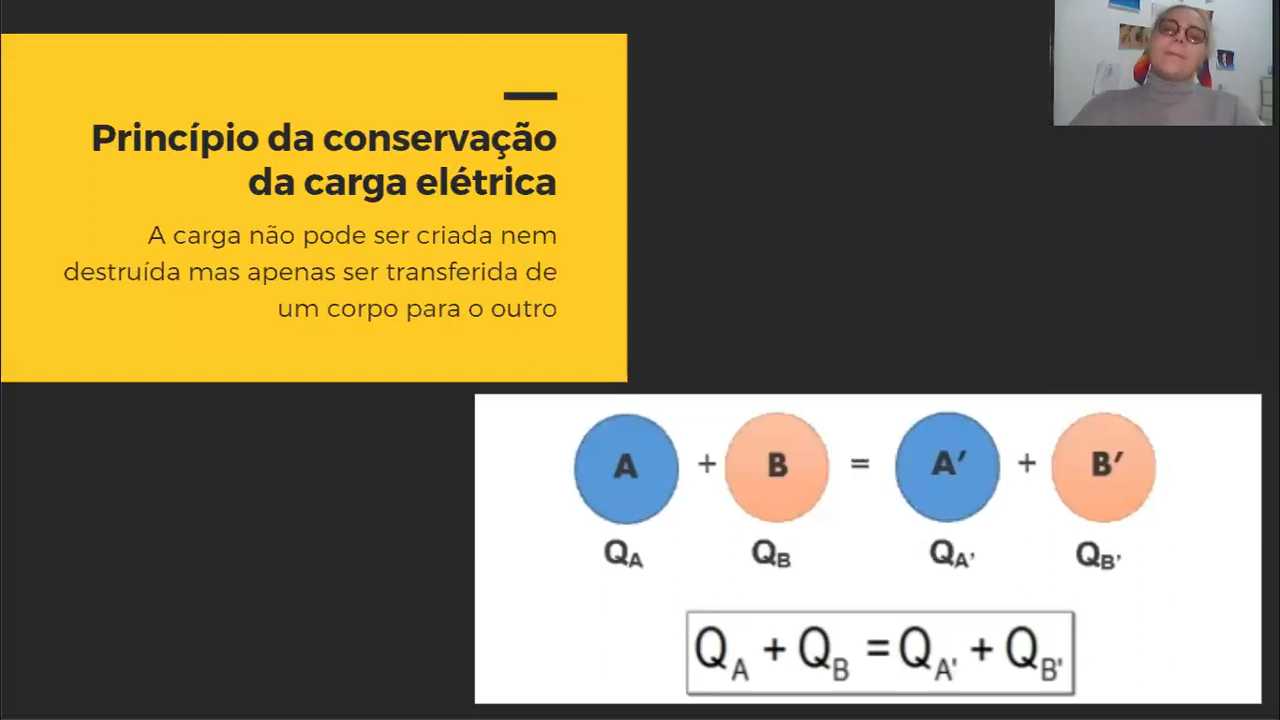 Princípio da conservação
da carga elétrica
A carga não pode ser criada nem
destruída mas apenas ser transferida de
um corpo para o outro
A + B = A′ + B′
QA QB QA' QB'
QA + QB = QA' + QB'